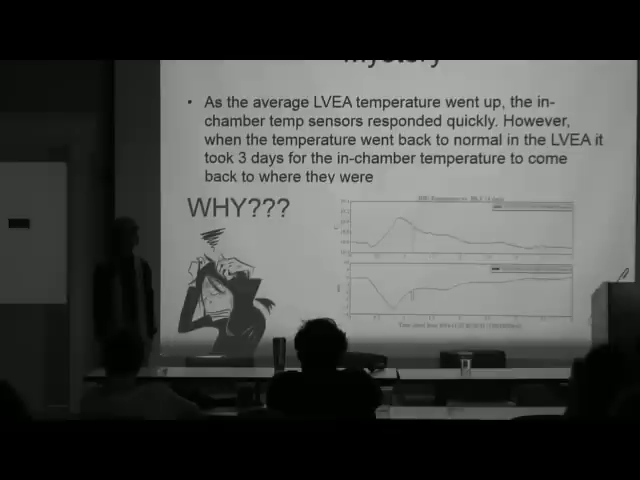 Mystery
• As the average LVEA temperature went up, the in-
chamber temp sensors responded quickly. However,
when the temperature went back to normal in the LVEA it
took 3 days for the in-chamber temperature to come
back to where they were
WHY???